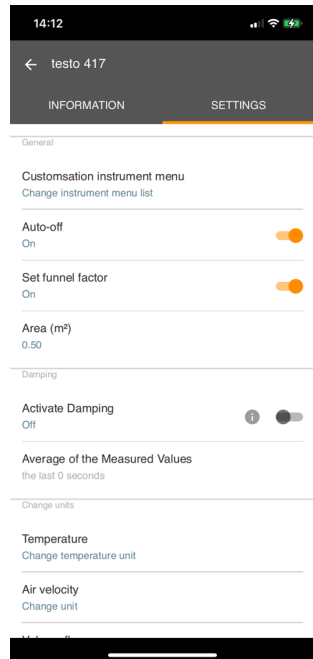 14:12
testo 417
INFORMATION SETTINGS
General
Customsation instrument menu
Change instrument menu list
Auto-off
On
Set funnel factor
On
Area (m²)
0.50
Damping
Activate Damping
Off
Average of the Measured Values
the last 0 seconds
Change units
Temperature
Change temperature unit
Air velocity
Change unit